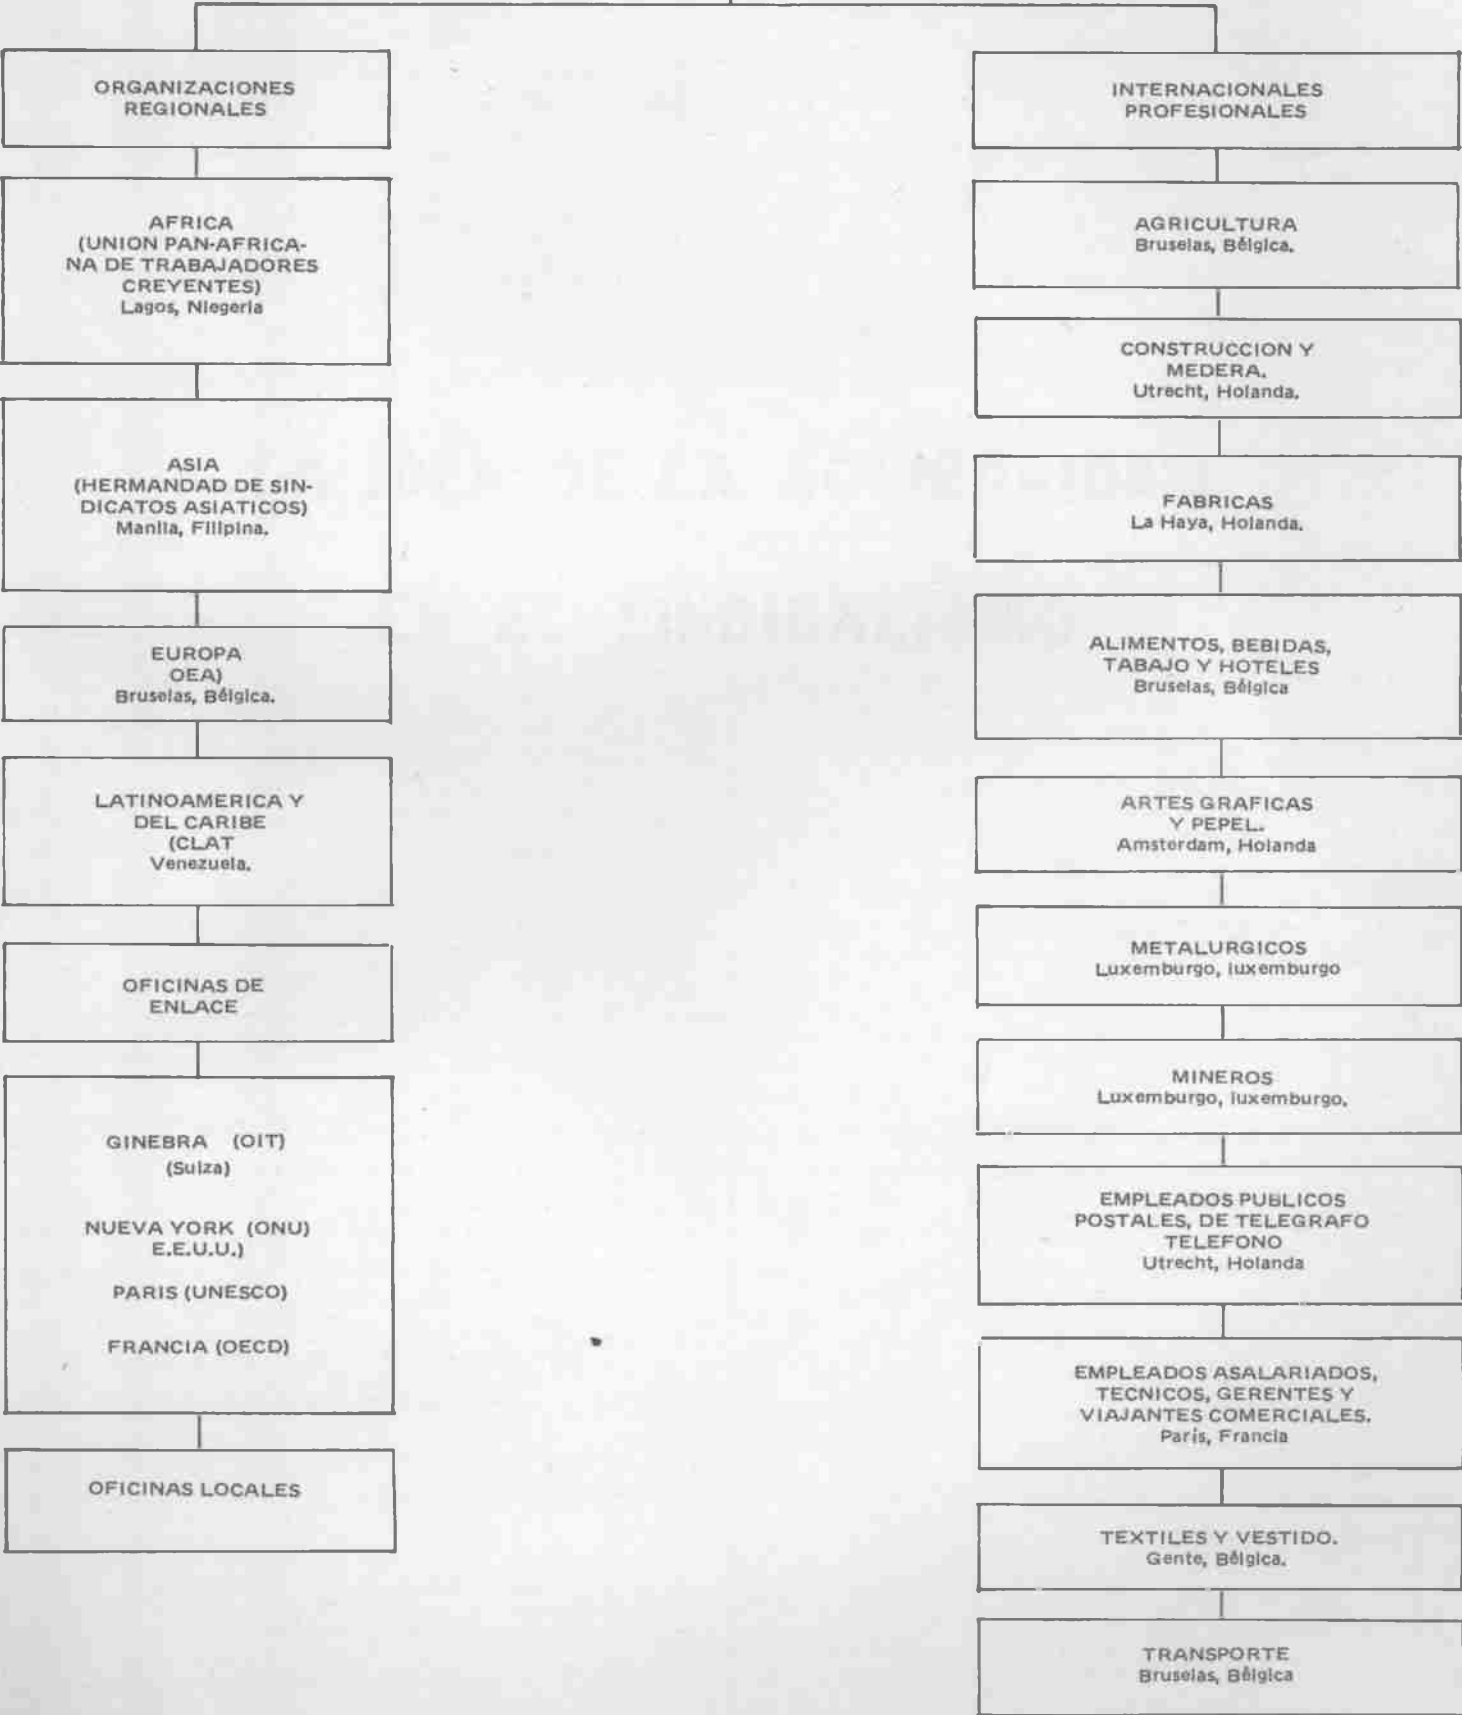 ORGANIZACIONES
REGIONALES
AFRICA
(UNION PAN-AFRICA-
NA DE TRABAJADORES
CREYENTES)
Lagos, Niegeria
ASIA
(HERMANDAD DE SIN-
DICATOS ASIATICOS)
Manila, Filipina.
EUROPA
OEA)
Bruselas, Bélgica.
LATINOAMERICA Y
DEL CARIBE
(CLAT
Venezuela.
OFICINAS DE
ENLACE
GINEBRA (OIT)
(Suiza)
NUEVA YORK (ONU)
E.E.U.U.)
PARIS (UNESCO)
FRANCIA (OECD)
OFICINAS LOCALES
INTERNACIONALES
PROFESIONALES
AGRICULTURA
Bruselas, Bélgica.
CONSTRUCCION Y
MEDERA.
Utrecht, Holanda.
FABRICAS
La Haya, Holanda.
ALIMENTOS, BEBIDAS,
TABAJO Y HOTELES
Bruselas, Bélgica
ARTES GRAFICAS
Y PEPEL.
Amsterdam, Holanda
METALURGICOS
Luxemburgo, luxemburgo
MINEROS
Luxemburgo, luxemburgo.
EMPLEADOS PUBLICOS
POSTALES, DE TELEGRAFO
TELEFONO
Utrecht, Holanda
EMPLEADOS ASALARIADOS,
TECNICOS, GERENTES Y
VIAJANTES COMERCIALES.
París, Francia
TEXTILES Y VESTIDO.
Gente, Bélgica.
TRANSPORTE
Bruselas, Bélgica